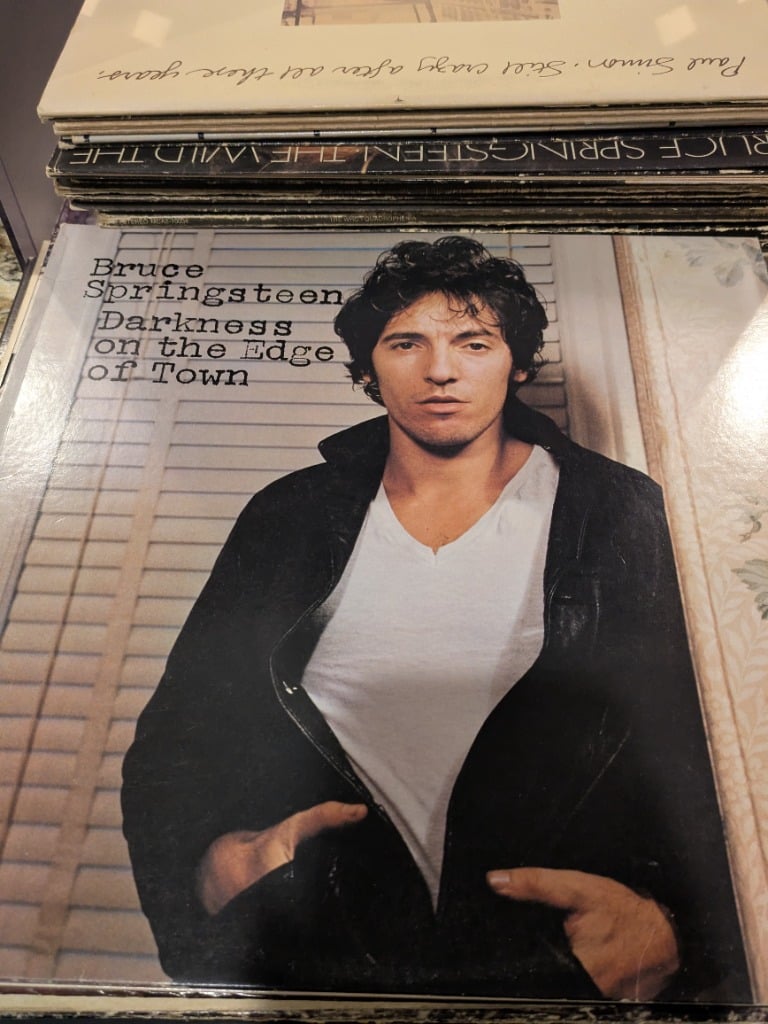 Paul Simon · Still crazy after all these years.
RUCE SPRINGSTEEN THE WILD, THE
Bruce
Springsteen
Darkness
on the Edge
of Town